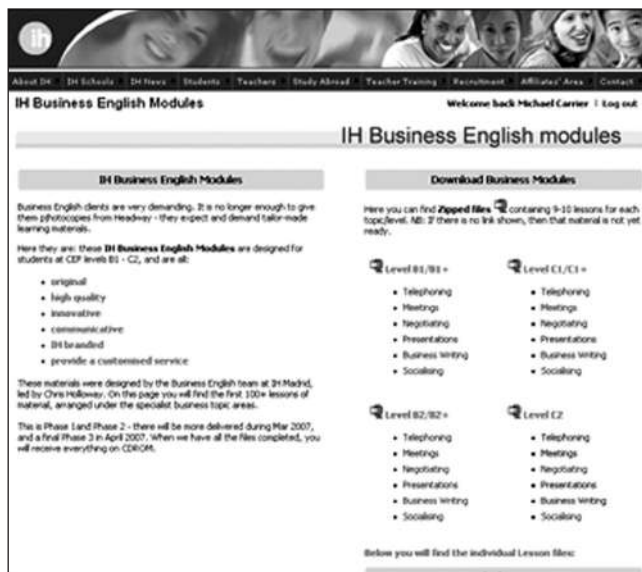 ih
About IH IH Schools IH News Students Teachers Study Abroad Teacher Training Recruitment Affiliates' Area Contact
IH Business English Modules
Welcome back Michael Carrier | Log out
IH Business English modules
IH Business English Modules
Business English clients are very demanding. It is no longer enough to give
them pfhotocopies from Headway - they expect and demand tailor-made
learning materials.
Here they are: these IH Business English Modules are designed for
students at CEF levels B1 - C2, and are all:
• original
• high quality
• innovative
• communicative
• IH branded
• provide a customised service
These materials were designed by the Business English team at IH Madrid,
led by Chris Holloway. On this page you will find the first 100+ lessons of
material, arranged under the specialist business topic areas.
This is Phase 1and Phase 2 - there will be more delivered during Mar 2007,
and a final Phase 3 in April 2007. When we have all the files completed, you
will receive everything on CDROM.
Download Business Modules
Here you can find Zipped files containing 9-10 lessons for each
topic/level. NB: If there is no link shown, then that material is not yet
ready.
Level B1/B1+
• Telephoning
• Meetings
• Negotiating
• Presentations
• Business Writing
• Socialising
Level C1/C1+
• Telephoning
• Meetings
• Negotiating
• Presentations
• Business Writing
• Socialising
Level B2/B2+
• Telephoning
• Meetings
• Negotiating
• Presentations
• Business Writing
• Socialising
Level C2
• Telephoning
• Meetings
• Negotiating
• Presentations
• Business Writing
• Socialising
Below you will find the individual Lesson files: